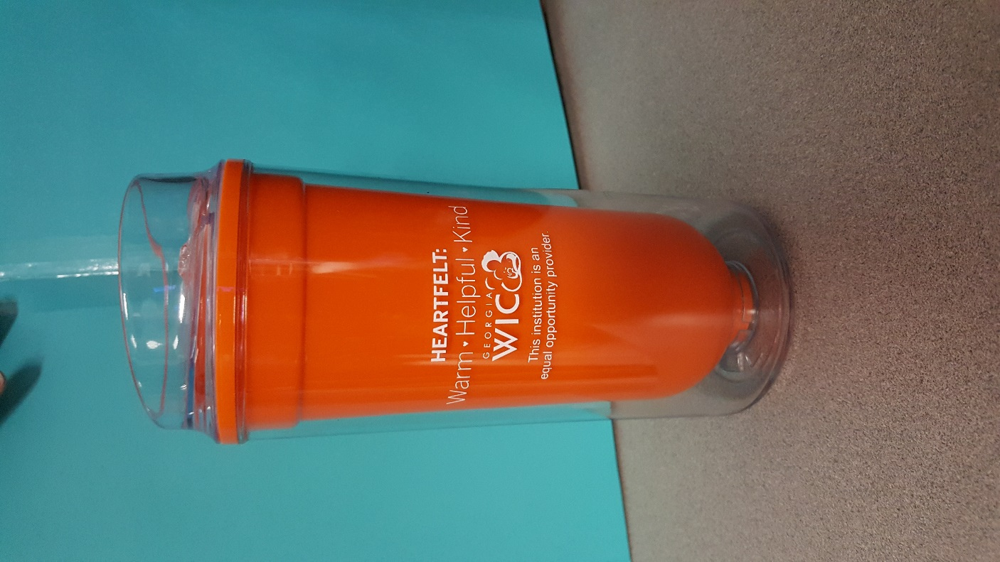 HEARTFELT:
Warm ♥ Helpful ♥ Kind
GEORGIA
WIC
This institution is an
equal opportunity provider.